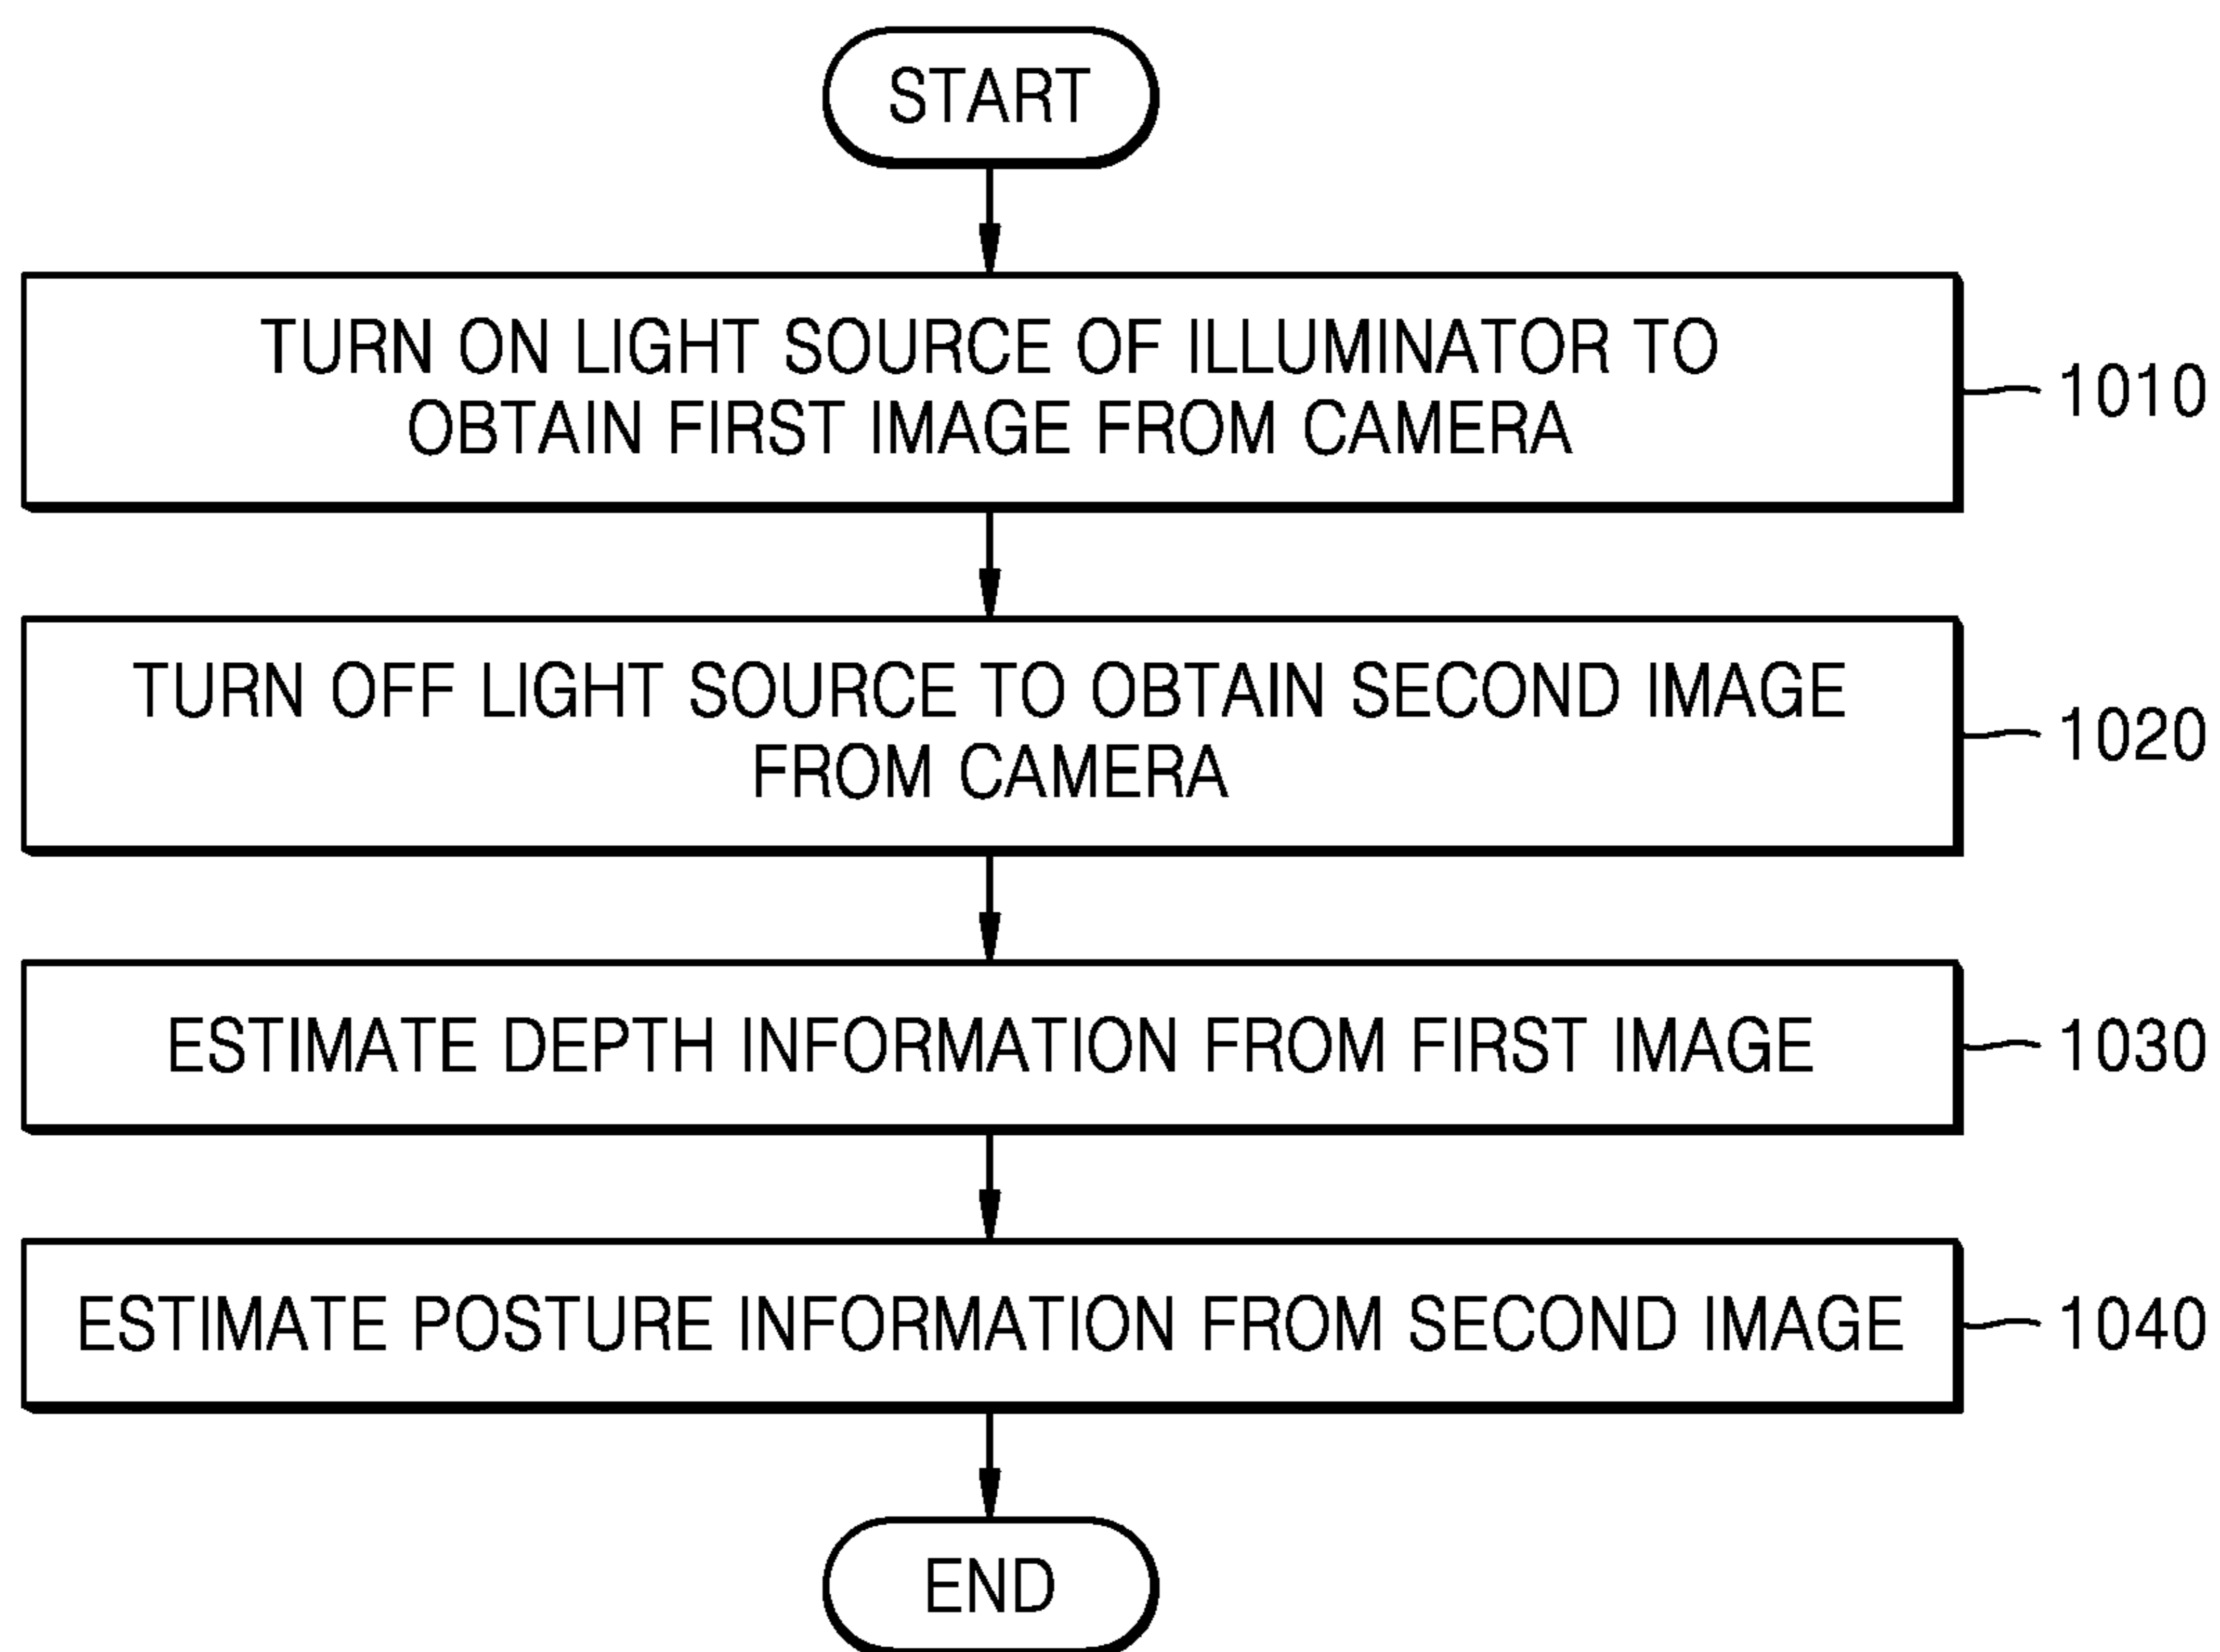 START
TURN ON LIGHT SOURCE OF ILLUMINATOR TO
OBTAIN FIRST IMAGE FROM CAMERA
1010
TURN OFF LIGHT SOURCE TO OBTAIN SECOND IMAGE
FROM CAMERA
1020
ESTIMATE DEPTH INFORMATION FROM FIRST IMAGE
1030
ESTIMATE POSTURE INFORMATION FROM SECOND IMAGE
1040
END